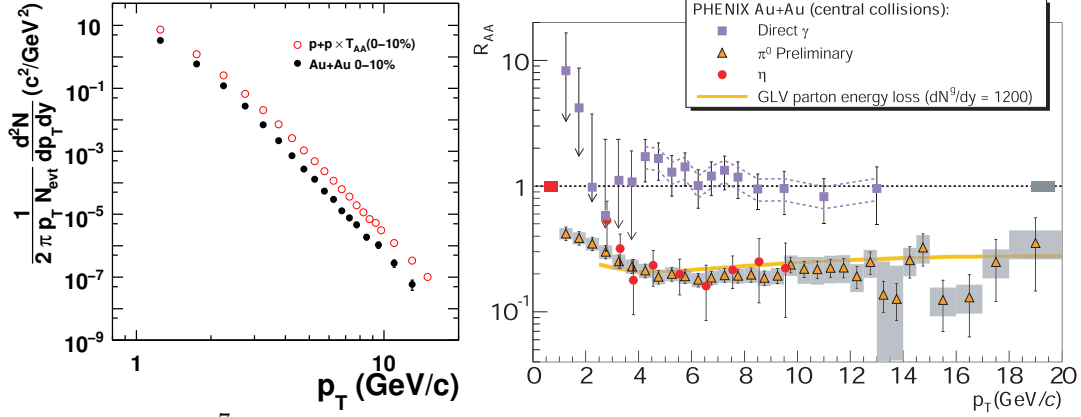 1
2 π p_T N_evt
d²N
dp_T dy
(c²/GeV²)
10
10⁻¹
10⁻³
10⁻⁵
10⁻⁷
10⁻⁹
p+p × T_AA(0–10%)
Au+Au 0–10%
1
10
p_T (GeV/c)
R_AA
10
1
10⁻¹
PHENIX Au+Au (central collisions):
Direct γ
π⁰ Preliminary
η
GLV parton energy loss (dN^g/dy = 1200)
0 2 4 6 8 10 12 14 16 18 20
p_T (GeV/c)